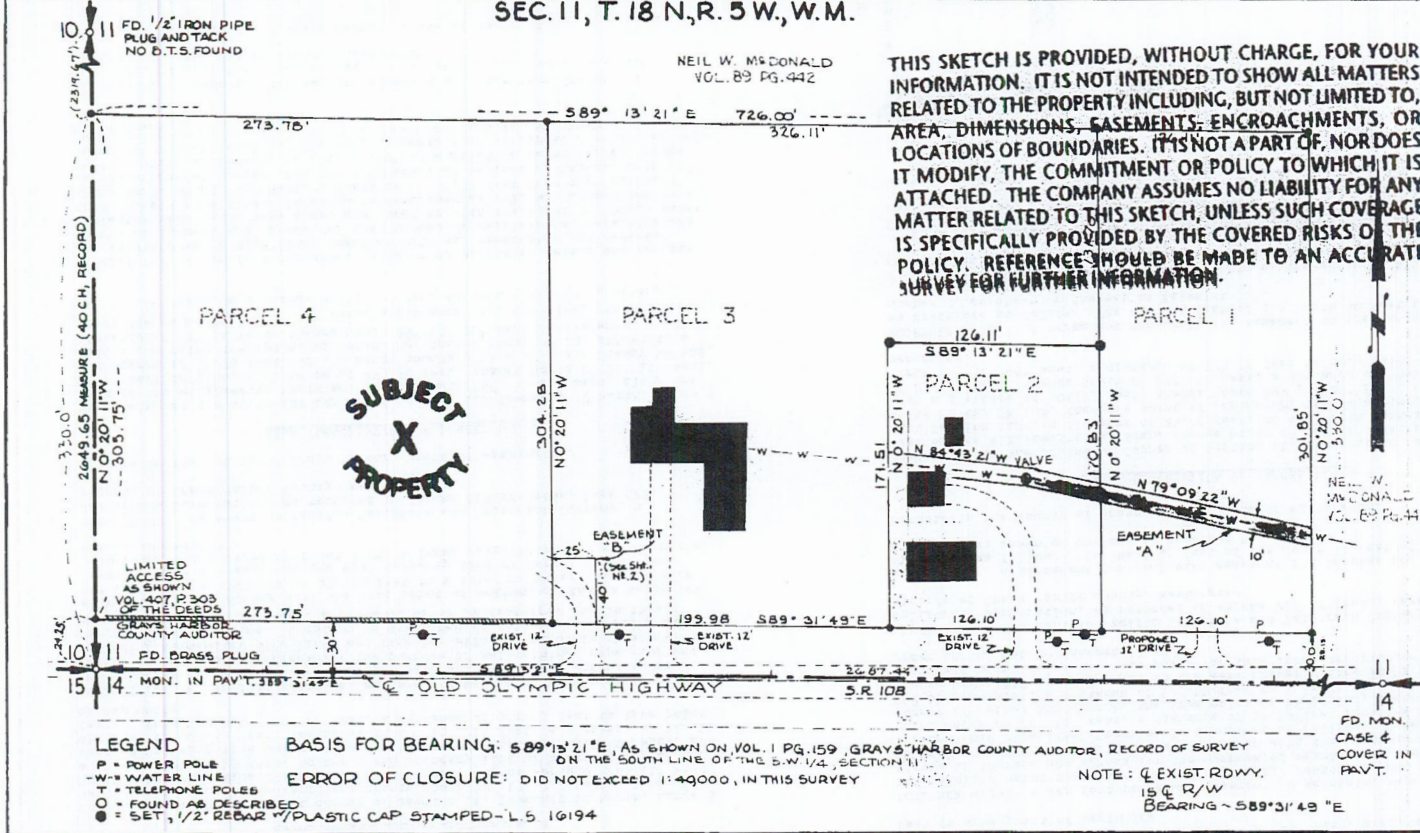 SEC. 11, T. 18 N., R. 5 W., W.M.
10 11 FD. 1/2" IRON PIPE
PLUG AND TACK
NO B.T.S. FOUND
(2319.67')
NEIL W. McDONALD
VOL. 89 PG. 442
THIS SKETCH IS PROVIDED, WITHOUT CHARGE, FOR YOUR
INFORMATION. IT IS NOT INTENDED TO SHOW ALL MATTERS
RELATED TO THE PROPERTY INCLUDING, BUT NOT LIMITED TO,
AREA, DIMENSIONS, EASEMENTS, ENCROACHMENTS, OR
LOCATIONS OF BOUNDARIES. IT IS NOT A PART OF, NOR DOES
IT MODIFY, THE COMMITMENT OR POLICY TO WHICH IT IS
ATTACHED. THE COMPANY ASSUMES NO LIABILITY FOR ANY
MATTER RELATED TO THIS SKETCH, UNLESS SUCH COVERAGE
IS SPECIFICALLY PROVIDED BY THE COVERED RISKS OF THE
POLICY. REFERENCE SHOULD BE MADE TO AN ACCURATE
SURVEY FOR FURTHER INFORMATION.
S89° 13' 21" E 726.00'
273.78'
326.11'
PARCEL 4
PARCEL 3
PARCEL 1
126.11'
S89° 13' 21" E
PARCEL 2
SUBJECT
X
PROPERTY
330.0'
2649.65 MEASURE (40 CH, RECORD)
N 0° 20' 11" W
305.75'
304.28
N0° 20' 11" W
171.51
N 0° 20' 11" W
170.83'
N 0° 20' 11" W
301.85'
N0° 20' 11" W
330.0'
W W W
N 84° 43' 21" W VALVE
N 79° 09' 22" W
NEIL W.
McDONALD
VOL. 89 PG. 44
EASEMENT
"A"
10'
EASEMENT
"B"
(See Sht.
No. 2)
25'
40'
LIMITED
ACCESS
AS SHOWN
VOL. 407, P. 303
OF THE DEEDS
GRAYS HARBOR
COUNTY AUDITOR
273.75'
199.98 S89° 31' 49" E
126.10'
126.10'
30
P T
EXIST. 12'
DRIVE
P T
EXIST. 12'
DRIVE
EXIST. 12'
DRIVE
P P T
PROPOSED
12' DRIVE
P T
30.0
10 11 FD. BRASS PLUG
15 14 MON. IN PAV'T.
S89° 31' 49" E
S 89° 13' 21" E
2687.44
℄ OLD OLYMPIC HIGHWAY
S.R. 108
11
14
FD. MON.
CASE &
COVER IN
PAV'T.
LEGEND
P = POWER POLE
-W- = WATER LINE
T = TELEPHONE POLES
O = FOUND AS DESCRIBED
● = SET, 1/2" REBAR W/PLASTIC CAP STAMPED - L.S. 16194
BASIS FOR BEARING: S89° 13' 21" E, AS SHOWN ON VOL. 1 PG. 159, GRAYS HARBOR COUNTY AUDITOR, RECORD OF SURVEY
ON THE SOUTH LINE OF THE S.W. 1/4, SECTION 11
ERROR OF CLOSURE: DID NOT EXCEED 1:49,000, IN THIS SURVEY
NOTE: ℄ EXIST. RDWY.
IS ℄ R/W
BEARING ~ S89° 31' 49" E